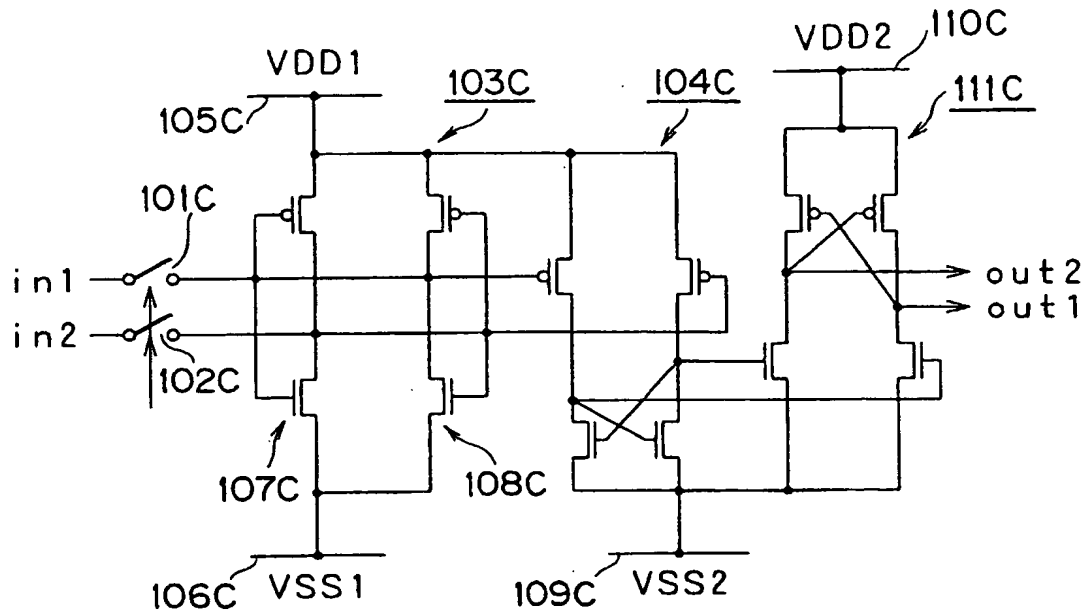 110C
VDD2
VDD1
103C
104C
111C
105C
101C
in1
out2
out1
in2
102C
107C
108C
106C
VSS1
109C
VSS2